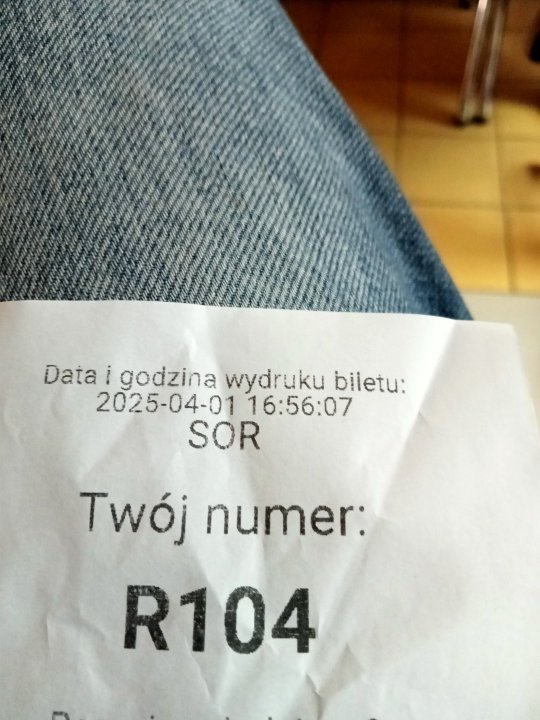 Data i godzina wydruku biletu:
2025-04-01 16:56:07
SOR
Twój numer:
R104